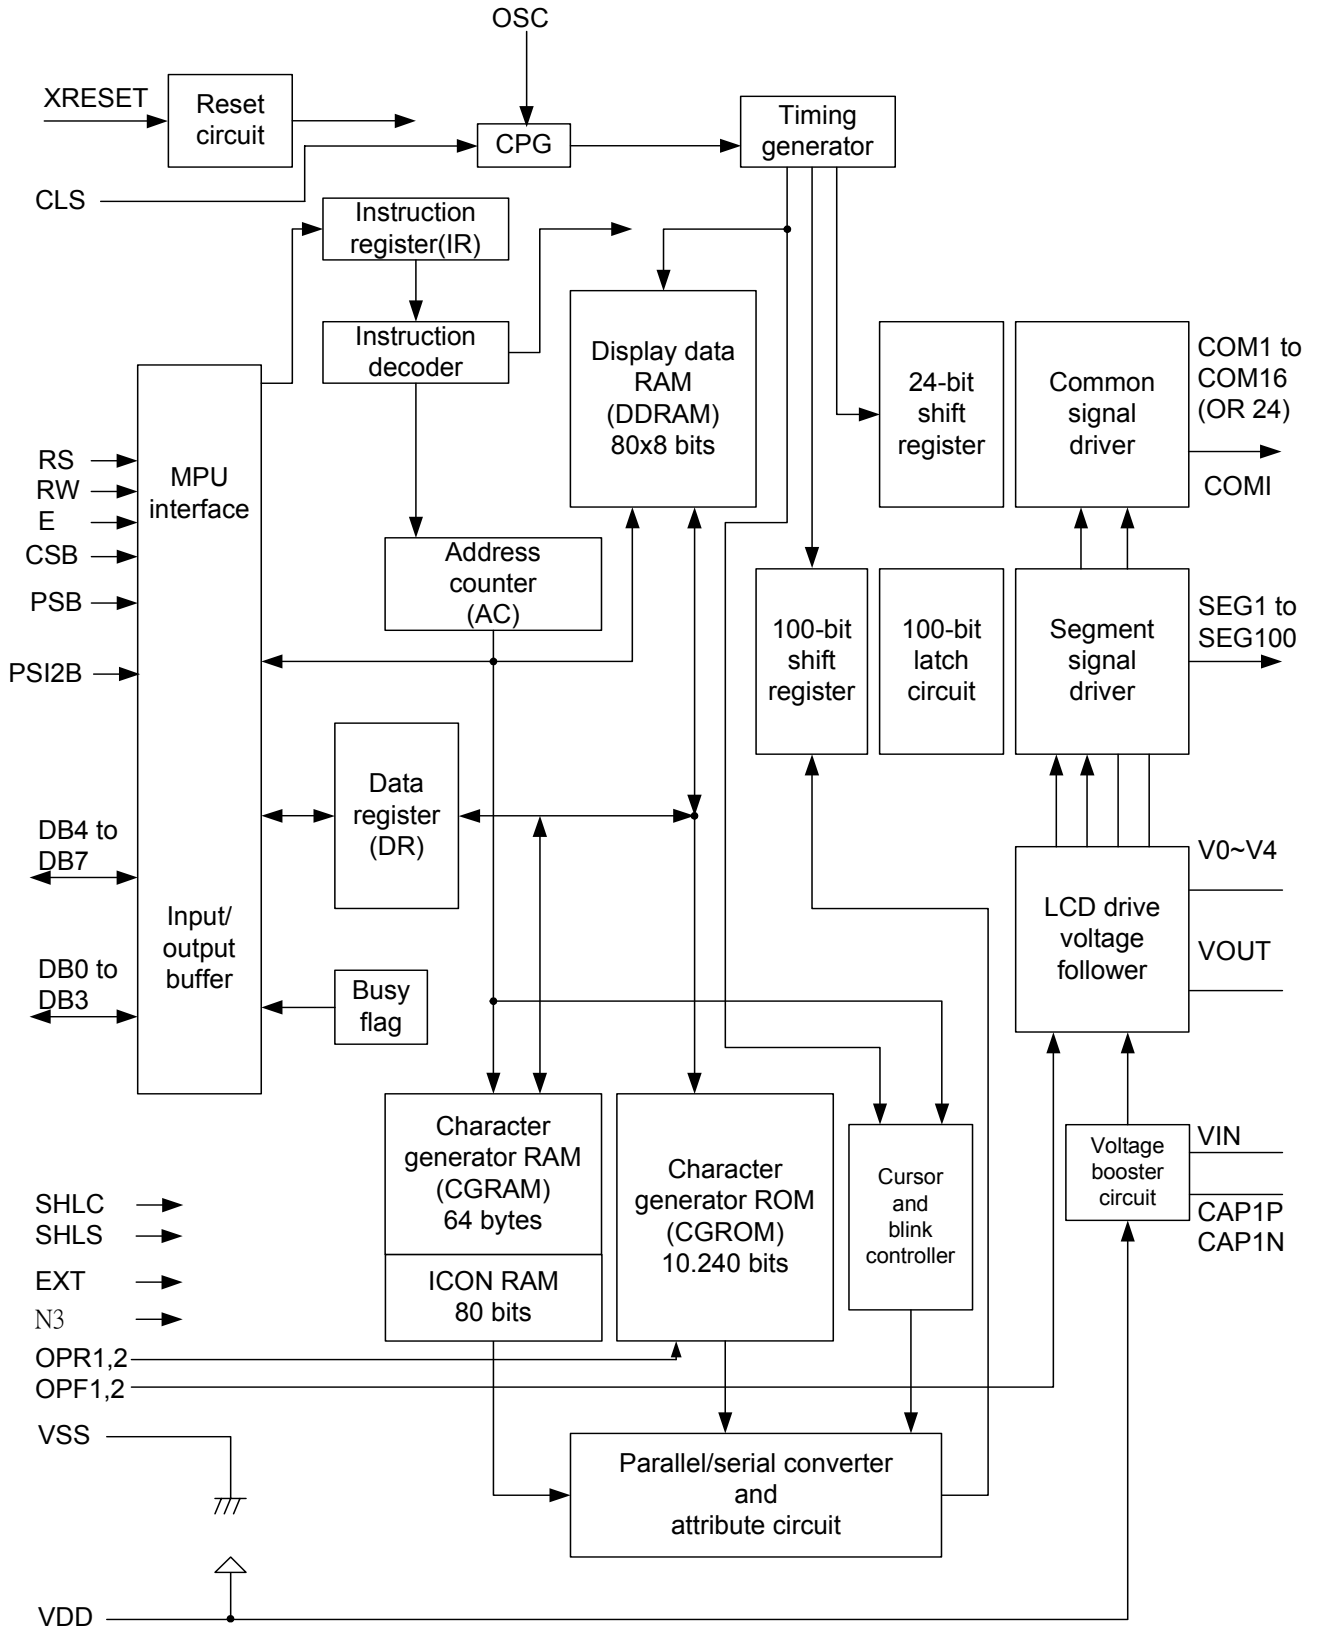 OSC
XRESET
Reset
circuit
CPG
Timing
generator
CLS
Instruction
register(IR)
Instruction
decoder
Display data
RAM
(DDRAM)
80x8 bits
24-bit
shift
register
Common
signal
driver
COM1 to
COM16
(OR 24)
COMI
RS
RW
E
CSB
PSB
PSI2B
MPU
interface
Address
counter
(AC)
100-bit
shift
register
100-bit
latch
circuit
Segment
signal
driver
SEG1 to
SEG100
Data
register
(DR)
DB4 to
DB7
DB0 to
DB3
Input/
output
buffer
Busy
flag
LCD drive
voltage
follower
V0~V4
VOUT
Character
generator RAM
(CGRAM)
64 bytes
ICON RAM
80 bits
Character
generator ROM
(CGROM)
10.240 bits
Cursor
and
blink
controller
Voltage
booster
circuit
VIN
CAP1P
CAP1N
SHLC
SHLS
EXT
N3
OPR1,2
OPF1,2
VSS
Parallel/serial converter
and
attribute circuit
VDD